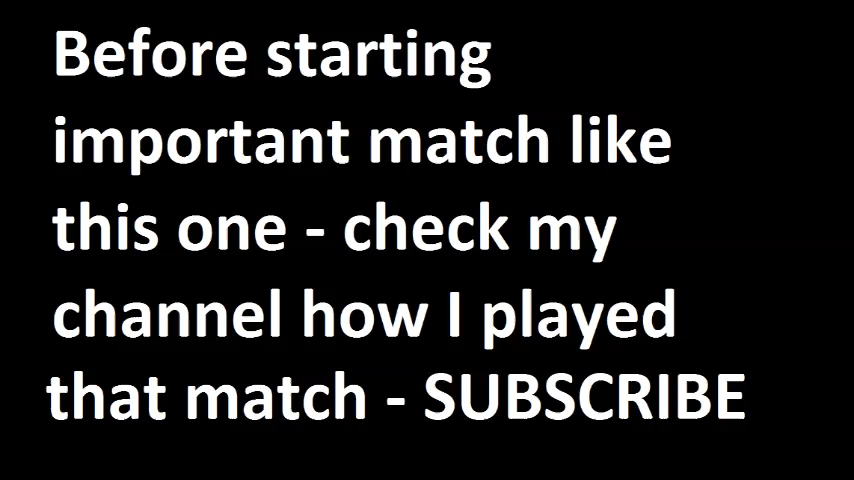 Before starting
important match like
this one - check my
channel how I played
that match - SUBSCRIBE